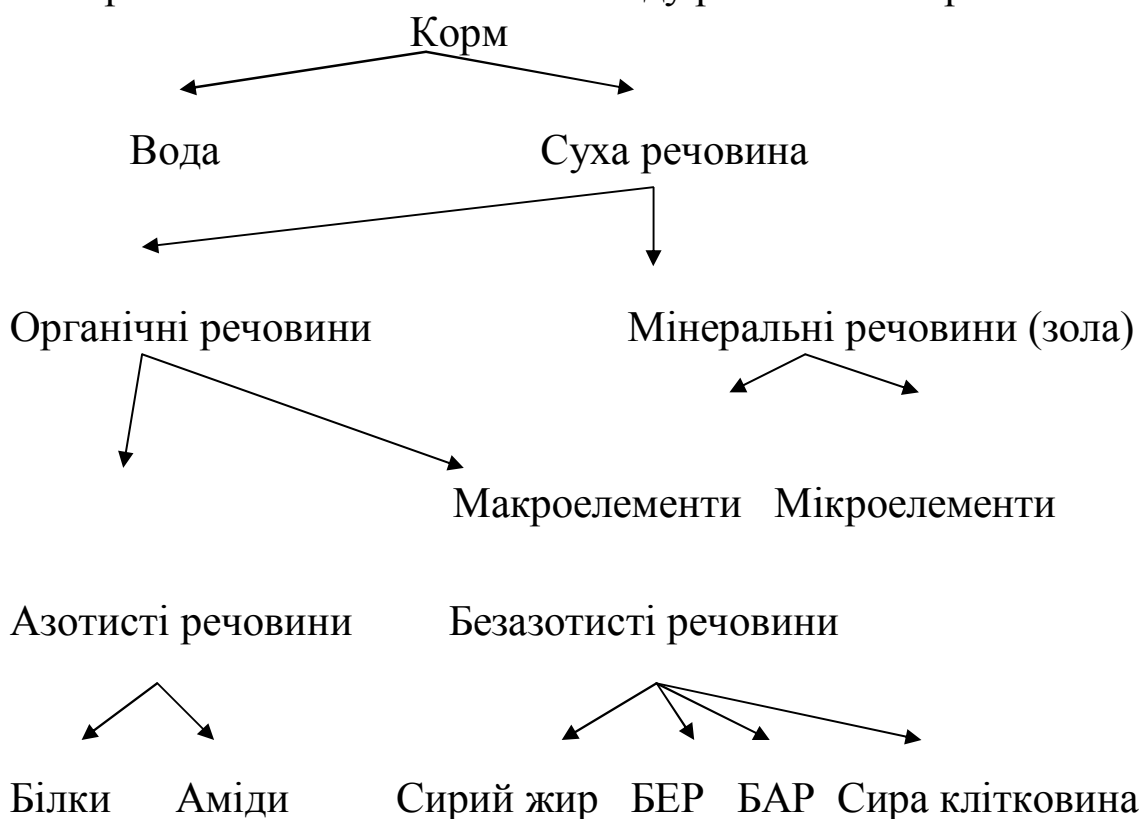 Корм
Вода Суха речовина
Органічні речовини Мінеральні речовини (зола)
Макроелементи Мікроелементи
Азотисті речовини Безазотисті речовини
Білки Аміди Сирий жир БЕР БАР Сира клітковина